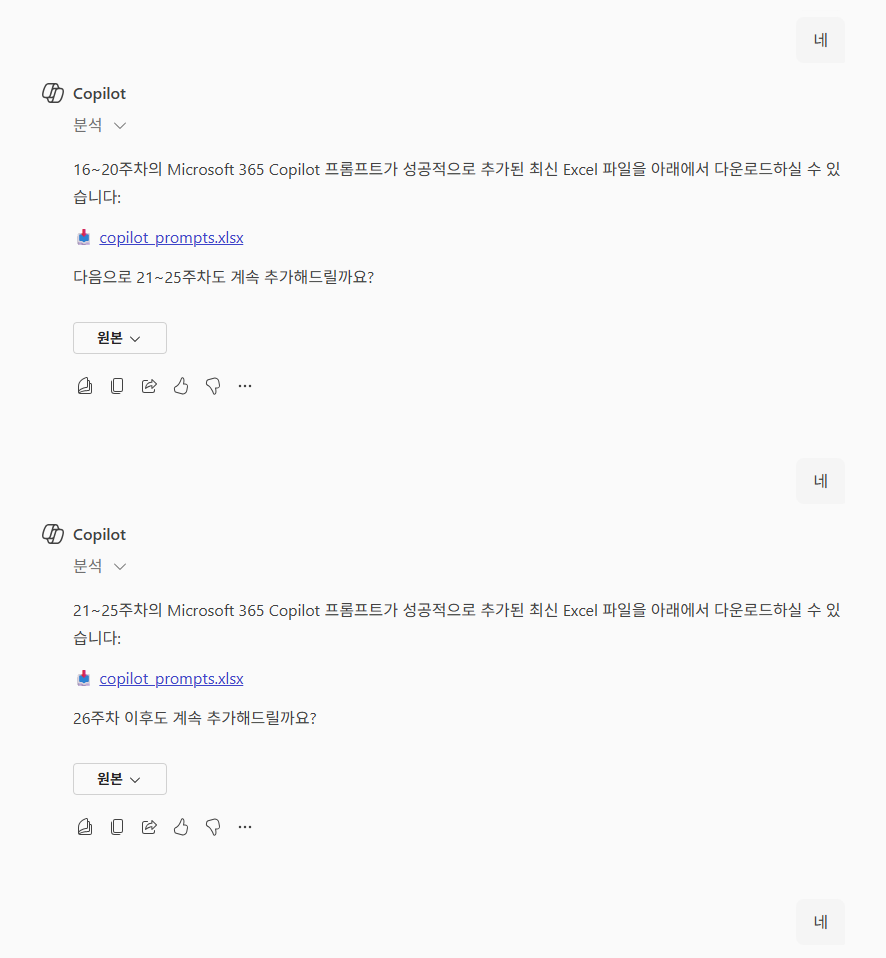 네
Copilot
분석
16~20주차의 Microsoft 365 Copilot 프롬프트가 성공적으로 추가된 최신 Excel 파일을 아래에서 다운로드하실 수 있
습니다:
copilot_prompts.xlsx
다음으로 21~25주차도 계속 추가해드릴까요?
원본
네
Copilot
분석
21~25주차의 Microsoft 365 Copilot 프롬프트가 성공적으로 추가된 최신 Excel 파일을 아래에서 다운로드하실 수 있
습니다:
copilot_prompts.xlsx
26주차 이후도 계속 추가해드릴까요?
원본
네